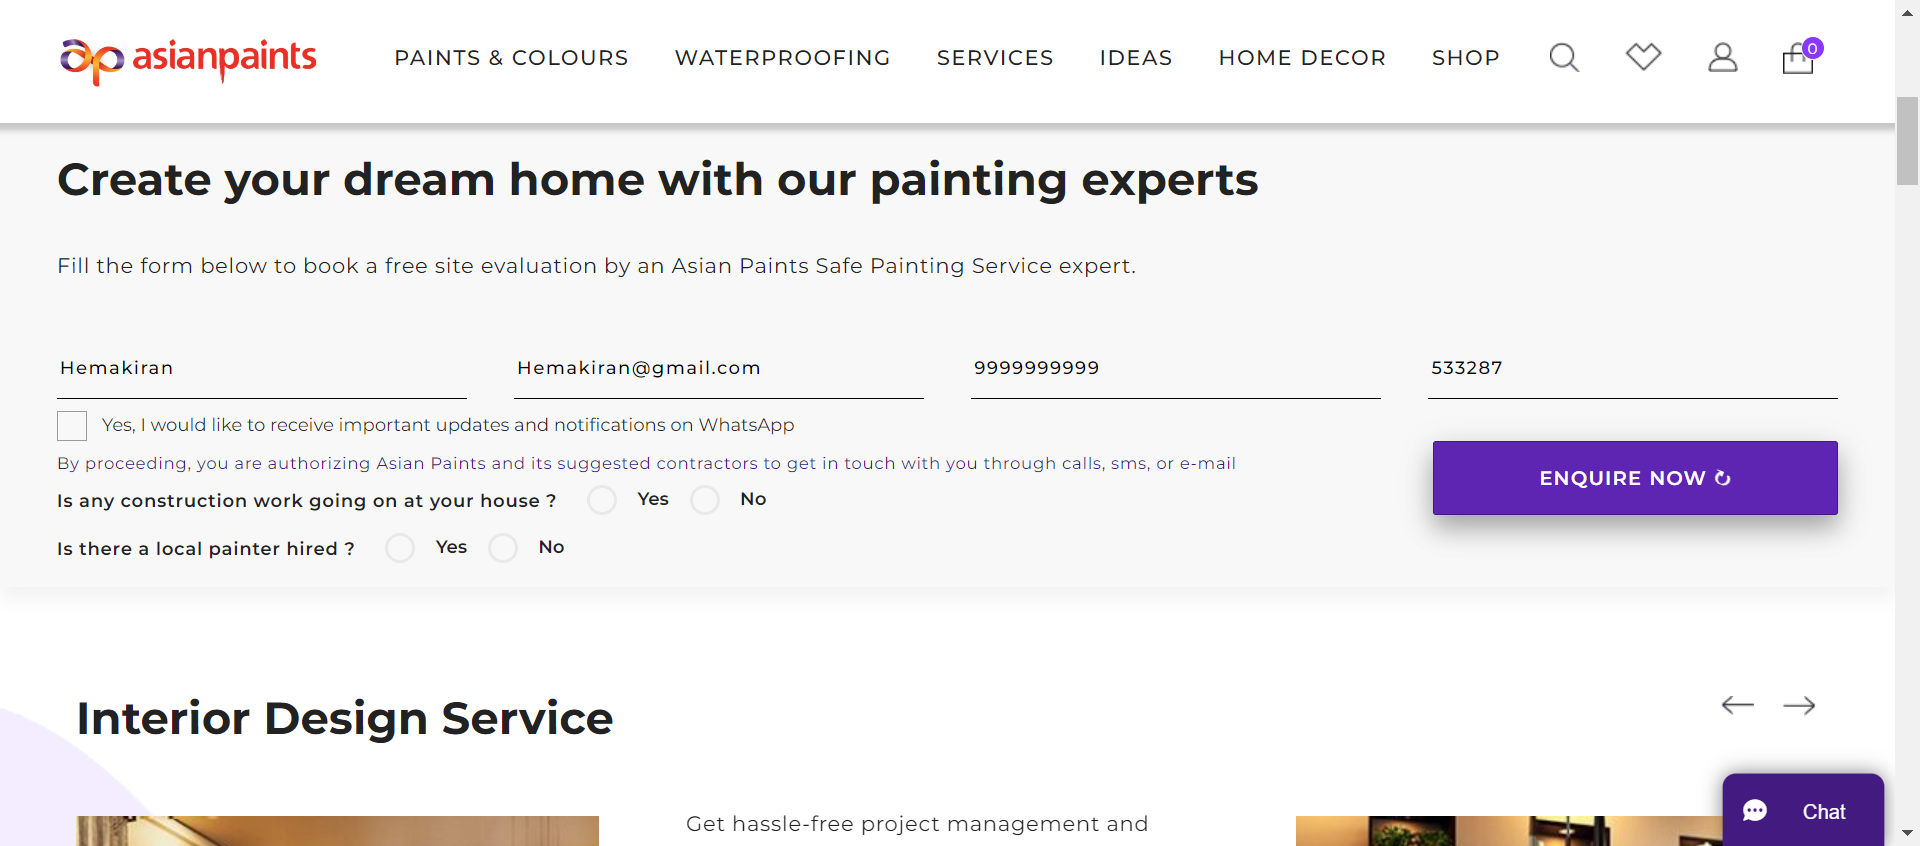 asianpaints
PAINTS & COLOURS WATERPROOFING SERVICES IDEAS HOME DECOR SHOP 0
Create your dream home with our painting experts
Fill the form below to book a free site evaluation by an Asian Paints Safe Painting Service expert.
Hemakiran Hemakiran@gmail.com 9999999999 533287
Yes, I would like to receive important updates and notifications on WhatsApp
By proceeding, you are authorizing Asian Paints and its suggested contractors to get in touch with you through calls, sms, or e-mail
ENQUIRE NOW
Is any construction work going on at your house ? Yes No
Is there a local painter hired ? Yes No
Interior Design Service
Get hassle-free project management and
Chat